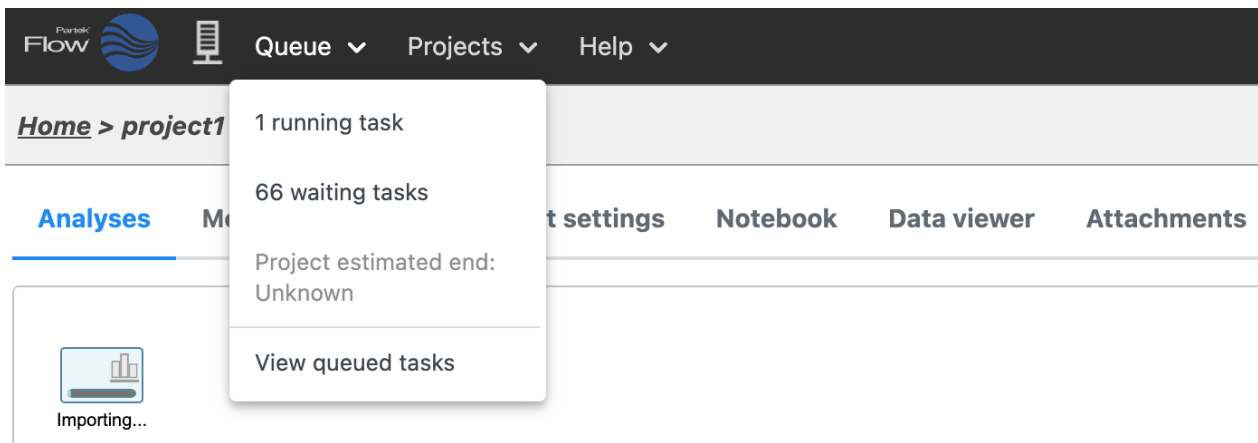 Partek
Flow
Queue Projects Help
Home > project1
1 running task
66 waiting tasks
Project estimated end:
Unknown
View queued tasks
Analyses M t settings Notebook Data viewer Attachments
Importing...